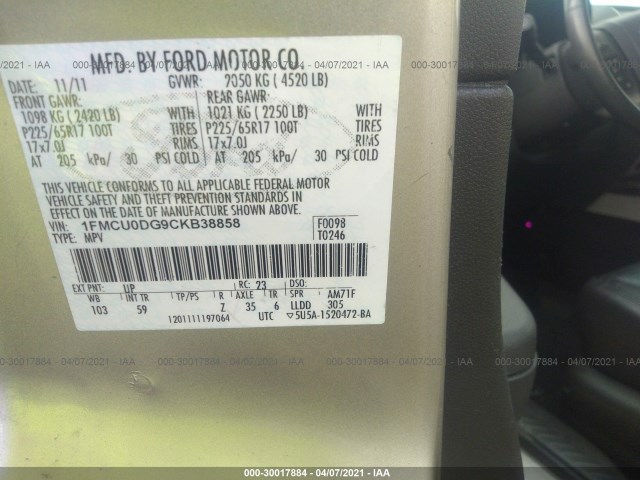 MFD. BY FORD MOTOR CO.
DATE: 11/11 GVWR: 2050 KG ( 4520 LB)
FRONT GAWR: REAR GAWR:
1098 KG ( 2420 LB) WITH 1021 KG ( 2250 LB) WITH
P225/65R17 100T TIRES P225/65R17 100T TIRES
17x7.0J RIMS 17x7.0J RIMS
AT 205 kPa/ 30 PSI COLD AT 205 kPa/ 30 PSI COLD
THIS VEHICLE CONFORMS TO ALL APPLICABLE FEDERAL MOTOR
VEHICLE SAFETY AND THEFT PREVENTION STANDARDS IN
EFFECT ON THE DATE OF MANUFACTURE SHOWN ABOVE.
VIN: 1FMCU0DG9CKB38858 F0098
TYPE: MPV T0246
EXT PNT: UP RC: 23 DSO:
WB INT TR TP/PS R AXLE TR SPR AM71F
103 59 Z 35 6 LLDD 305
1201111197064 UTC ▽5U5A-1520472-BA
000-30017884 - 04/07/2021 - IAA